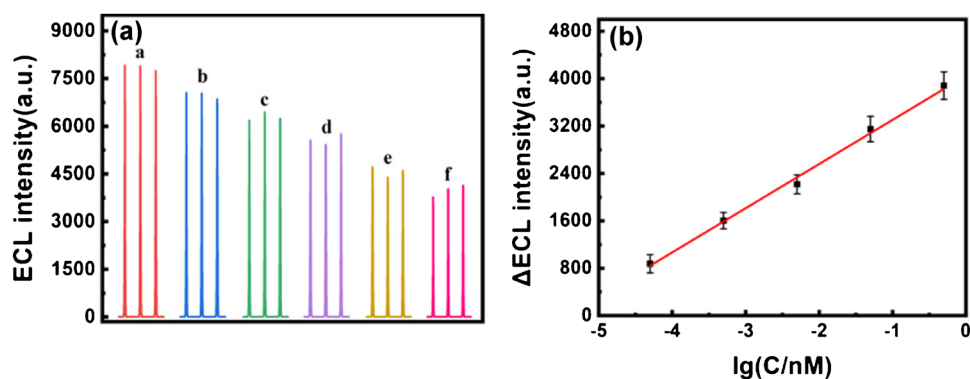 (a)
ECL intensity(a.u.)
9000
7500
6000
4500
3000
1500
0
a
b
c
d
e
f
(b)
ΔECL intensity(a.u.)
4800
4000
3200
2400
1600
800
0
-5
-4
-3
-2
-1
0
lg(C/nM)